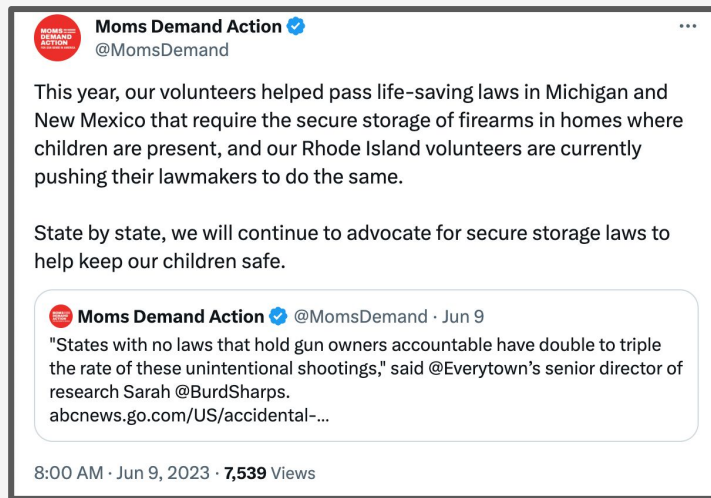 MOMS
DEMAND
ACTION
Moms Demand Action
@MomsDemand
This year, our volunteers helped pass life-saving laws in Michigan and
New Mexico that require the secure storage of firearms in homes where
children are present, and our Rhode Island volunteers are currently
pushing their lawmakers to do the same.
State by state, we will continue to advocate for secure storage laws to
help keep our children safe.
Moms Demand Action @MomsDemand · Jun 9
"States with no laws that hold gun owners accountable have double to triple
the rate of these unintentional shootings," said @Everytown’s senior director of
research Sarah @BurdSharps.
abcnews.go.com/US/accidental-...
8:00 AM · Jun 9, 2023 · 7,539 Views